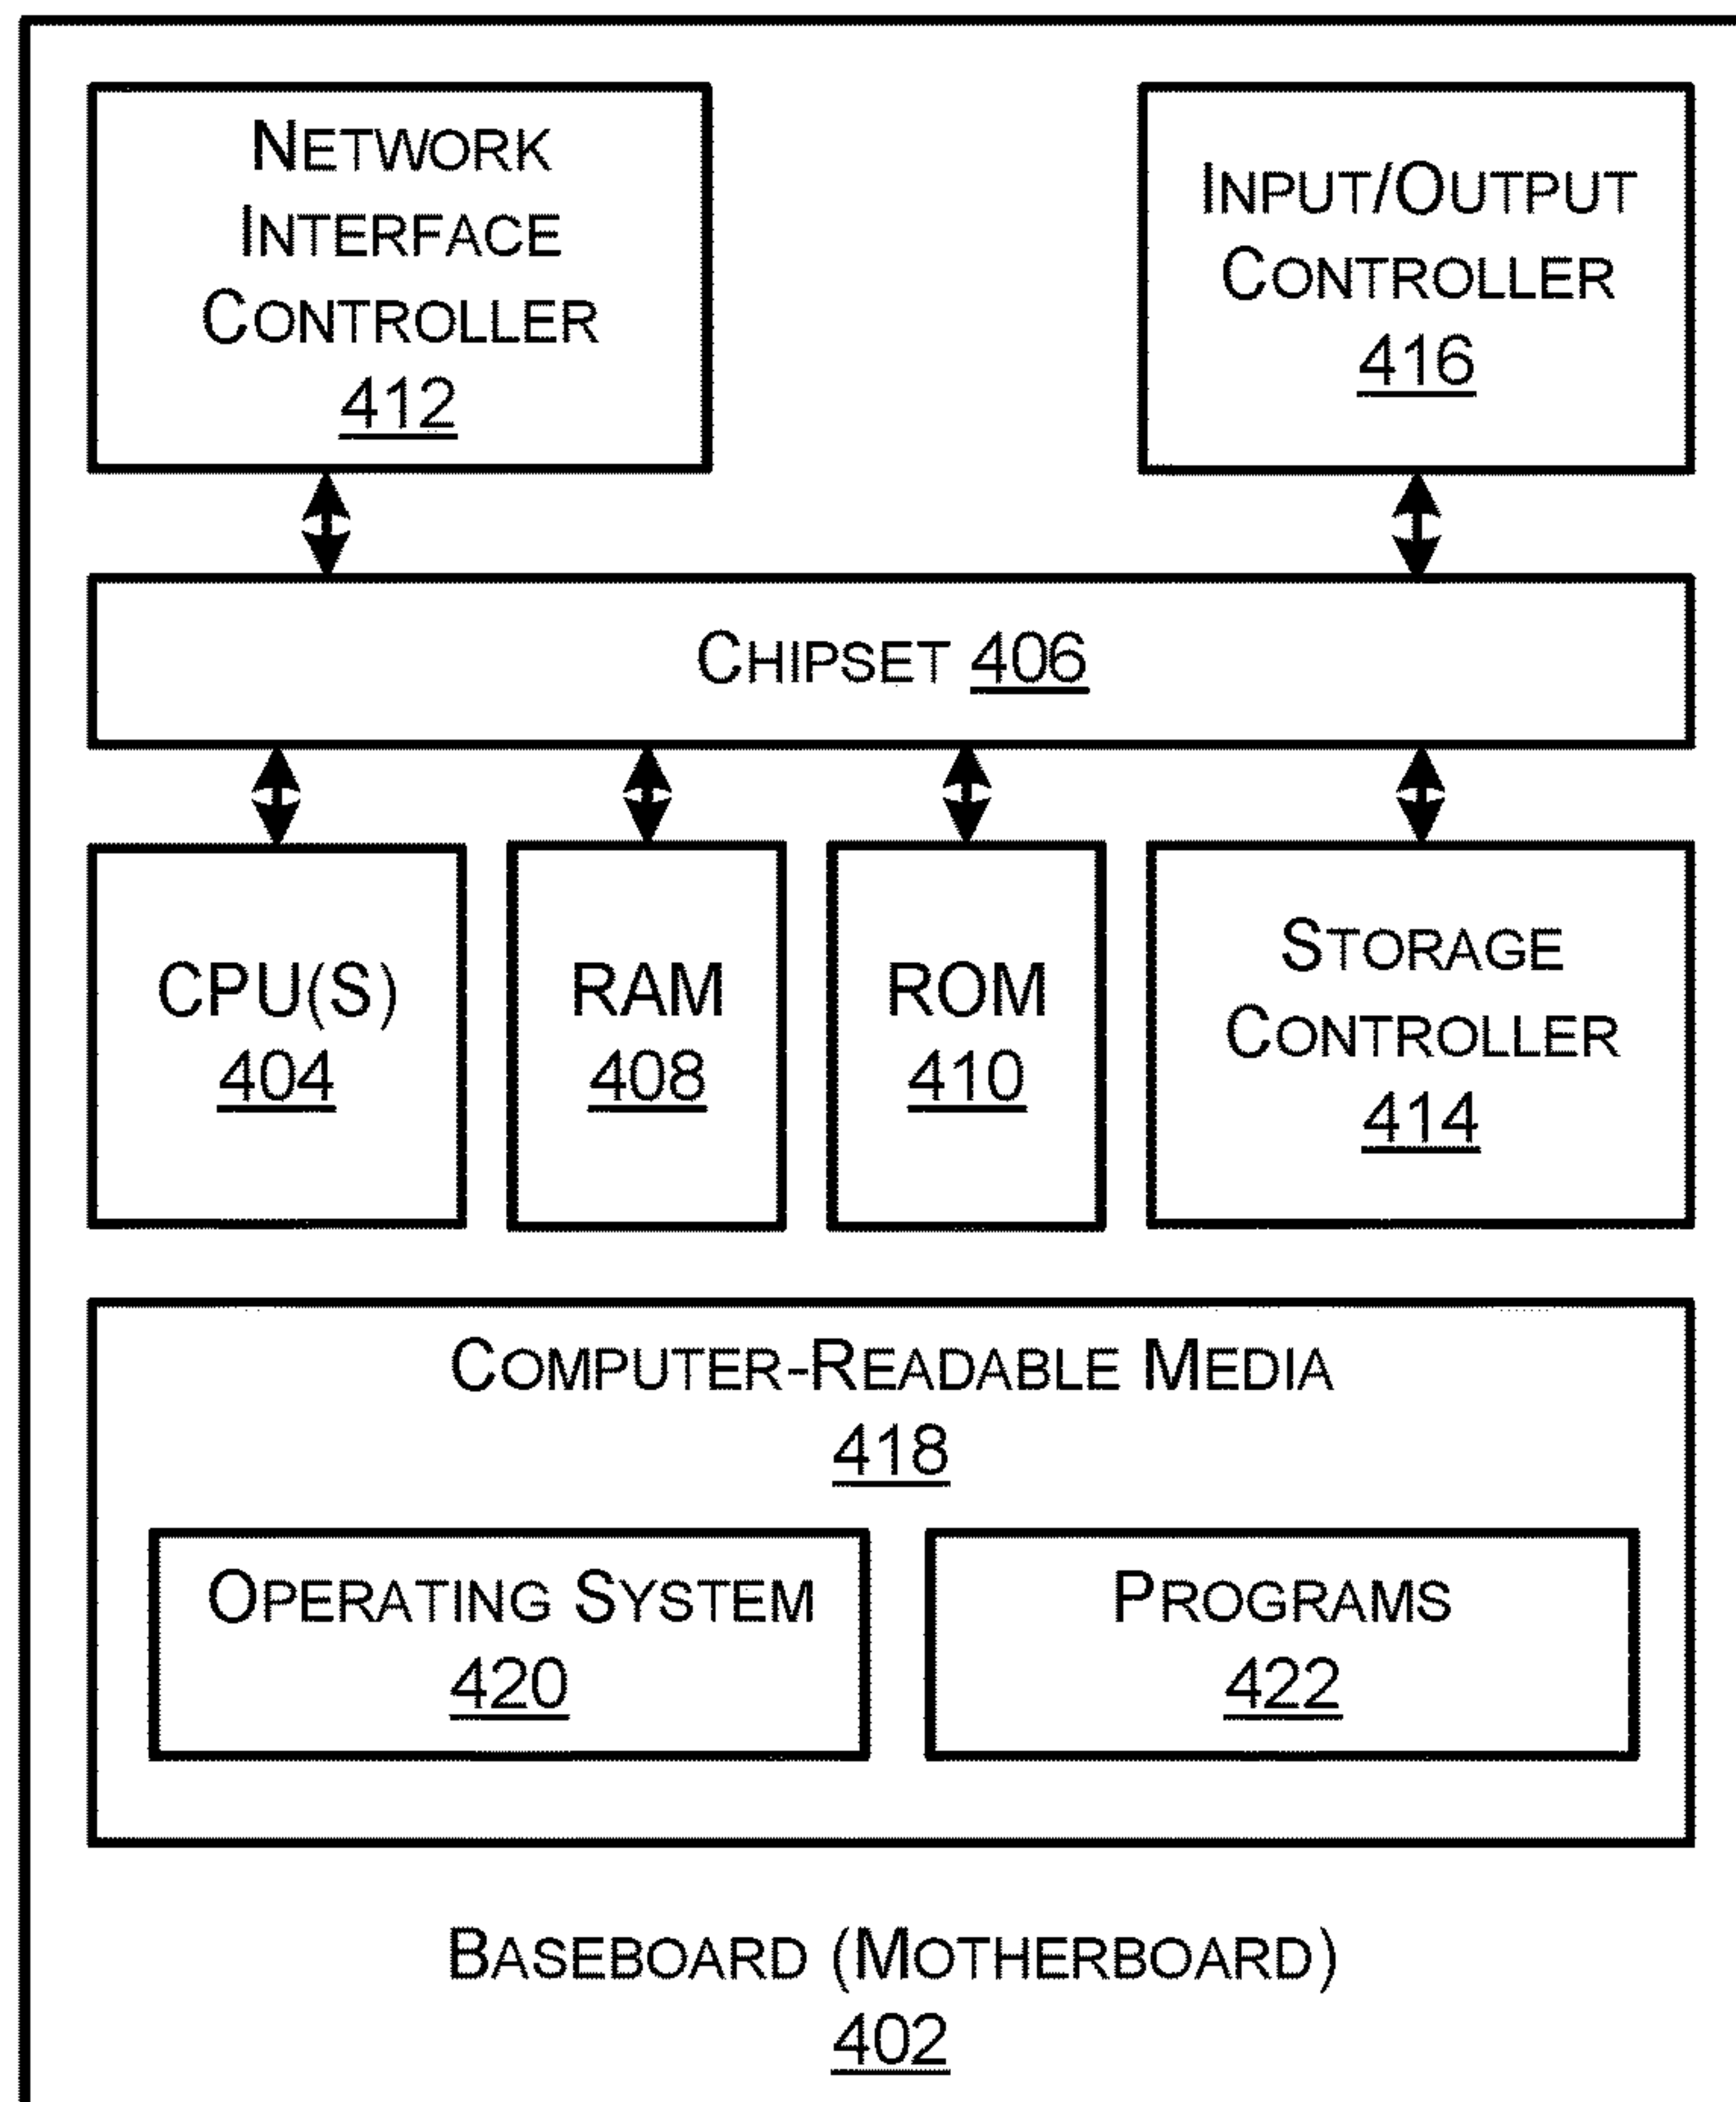 NETWORK
INTERFACE
CONTROLLER
412
INPUT/OUTPUT
CONTROLLER
416
CHIPSET 406
CPU(S)
404
RAM
408
ROM
410
STORAGE
CONTROLLER
414
COMPUTER-READABLE MEDIA
418
OPERATING SYSTEM
420
PROGRAMS
422
BASEBOARD (MOTHERBOARD)
402